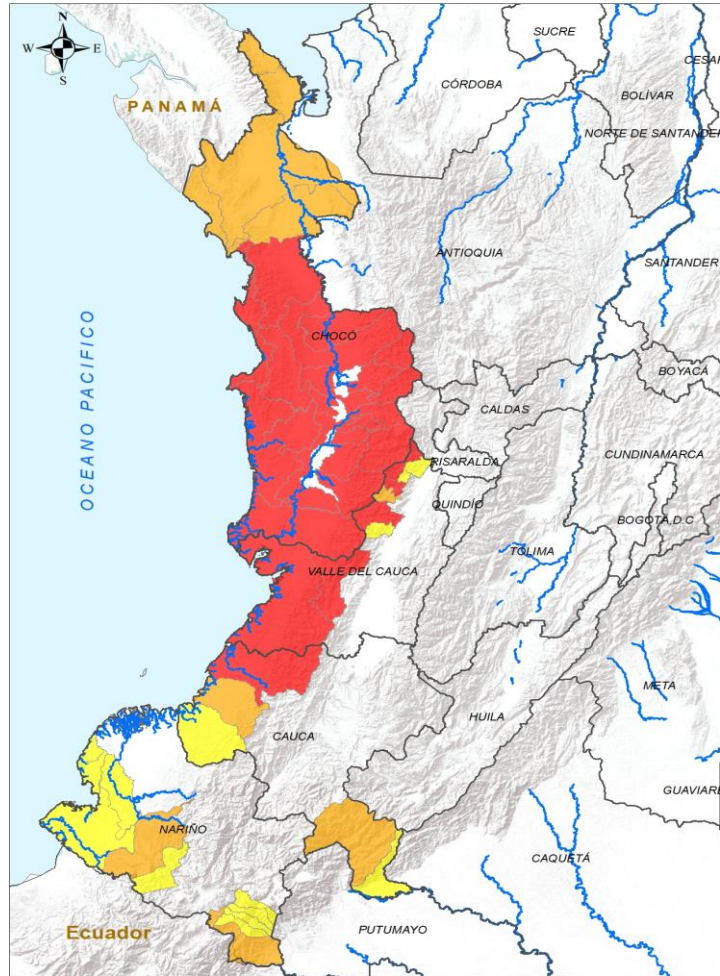 N
W E
S
PANAMÁ
SUCRE
CÓRDOBA
CESAR
BOLÍVAR
NORTE DE SANTANDER
ANTIOQUIA
SANTANDER
OCEANO PACIFICO
CHOCÓ
BOYACÁ
CALDAS
CUNDINAMARCA
RISARALDA
QUINDÍO
BOGOTÁ, D.C
TOLIMA
VALLE DEL CAUCA
META
HUILA
CAUCA
GUAVIARE
NARIÑO
CAQUETÁ
Ecuador
PUTUMAYO